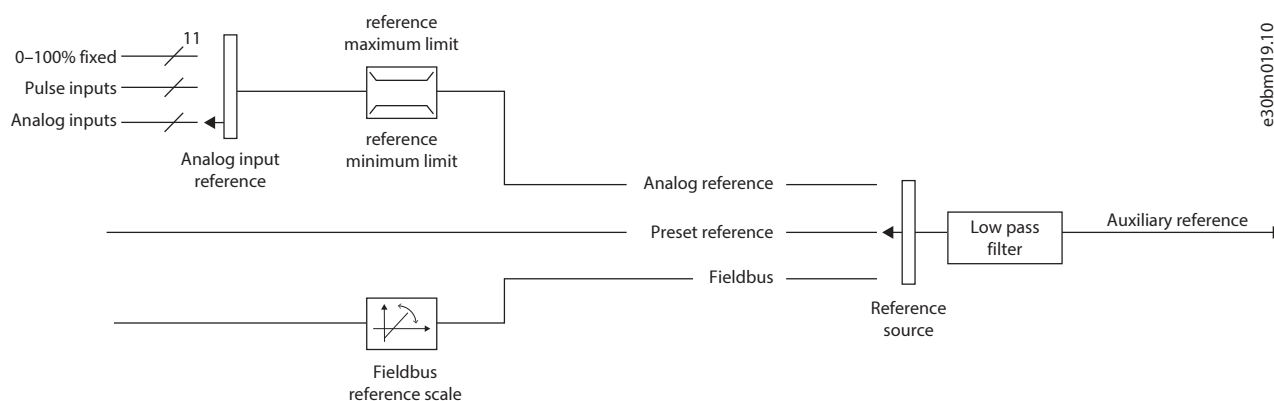 11
0–100% fixed
Pulse inputs
Analog inputs
Analog input
reference
reference
maximum limit
reference
minimum limit
Analog reference
Preset reference
Fieldbus
Fieldbus
reference scale
Reference
source
Low pass
filter
Auxiliary reference
e30bm019.10